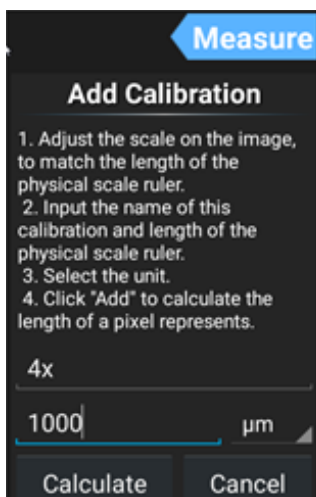 Measure
Add Calibration
1. Adjust the scale on the image,
to match the length of the
physical scale ruler.
2. Input the name of this
calibration and length of the
physical scale ruler.
3. Select the unit.
4. Click "Add" to calculate the
length of a pixel represents.
4x
1000 µm
Calculate Cancel